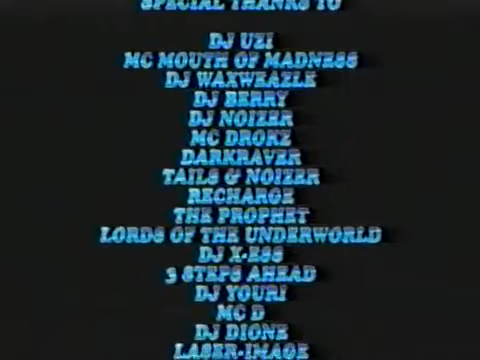 SPECIAL THANKS TO
DJ UZI
MC MOUTH OF MADNESS
DJ WAXWEAZLE
DJ BERRY
DJ NOIZER
MC DROKZ
DARKRAVER
TAILS & NOIZER
RECHARGE
THE PROPHET
LORDS OF THE UNDERWORLD
DJ X-ESS
3 STEPS AHEAD
DJ YOURI
MC D
DJ DIONE
LASER-IMAGE